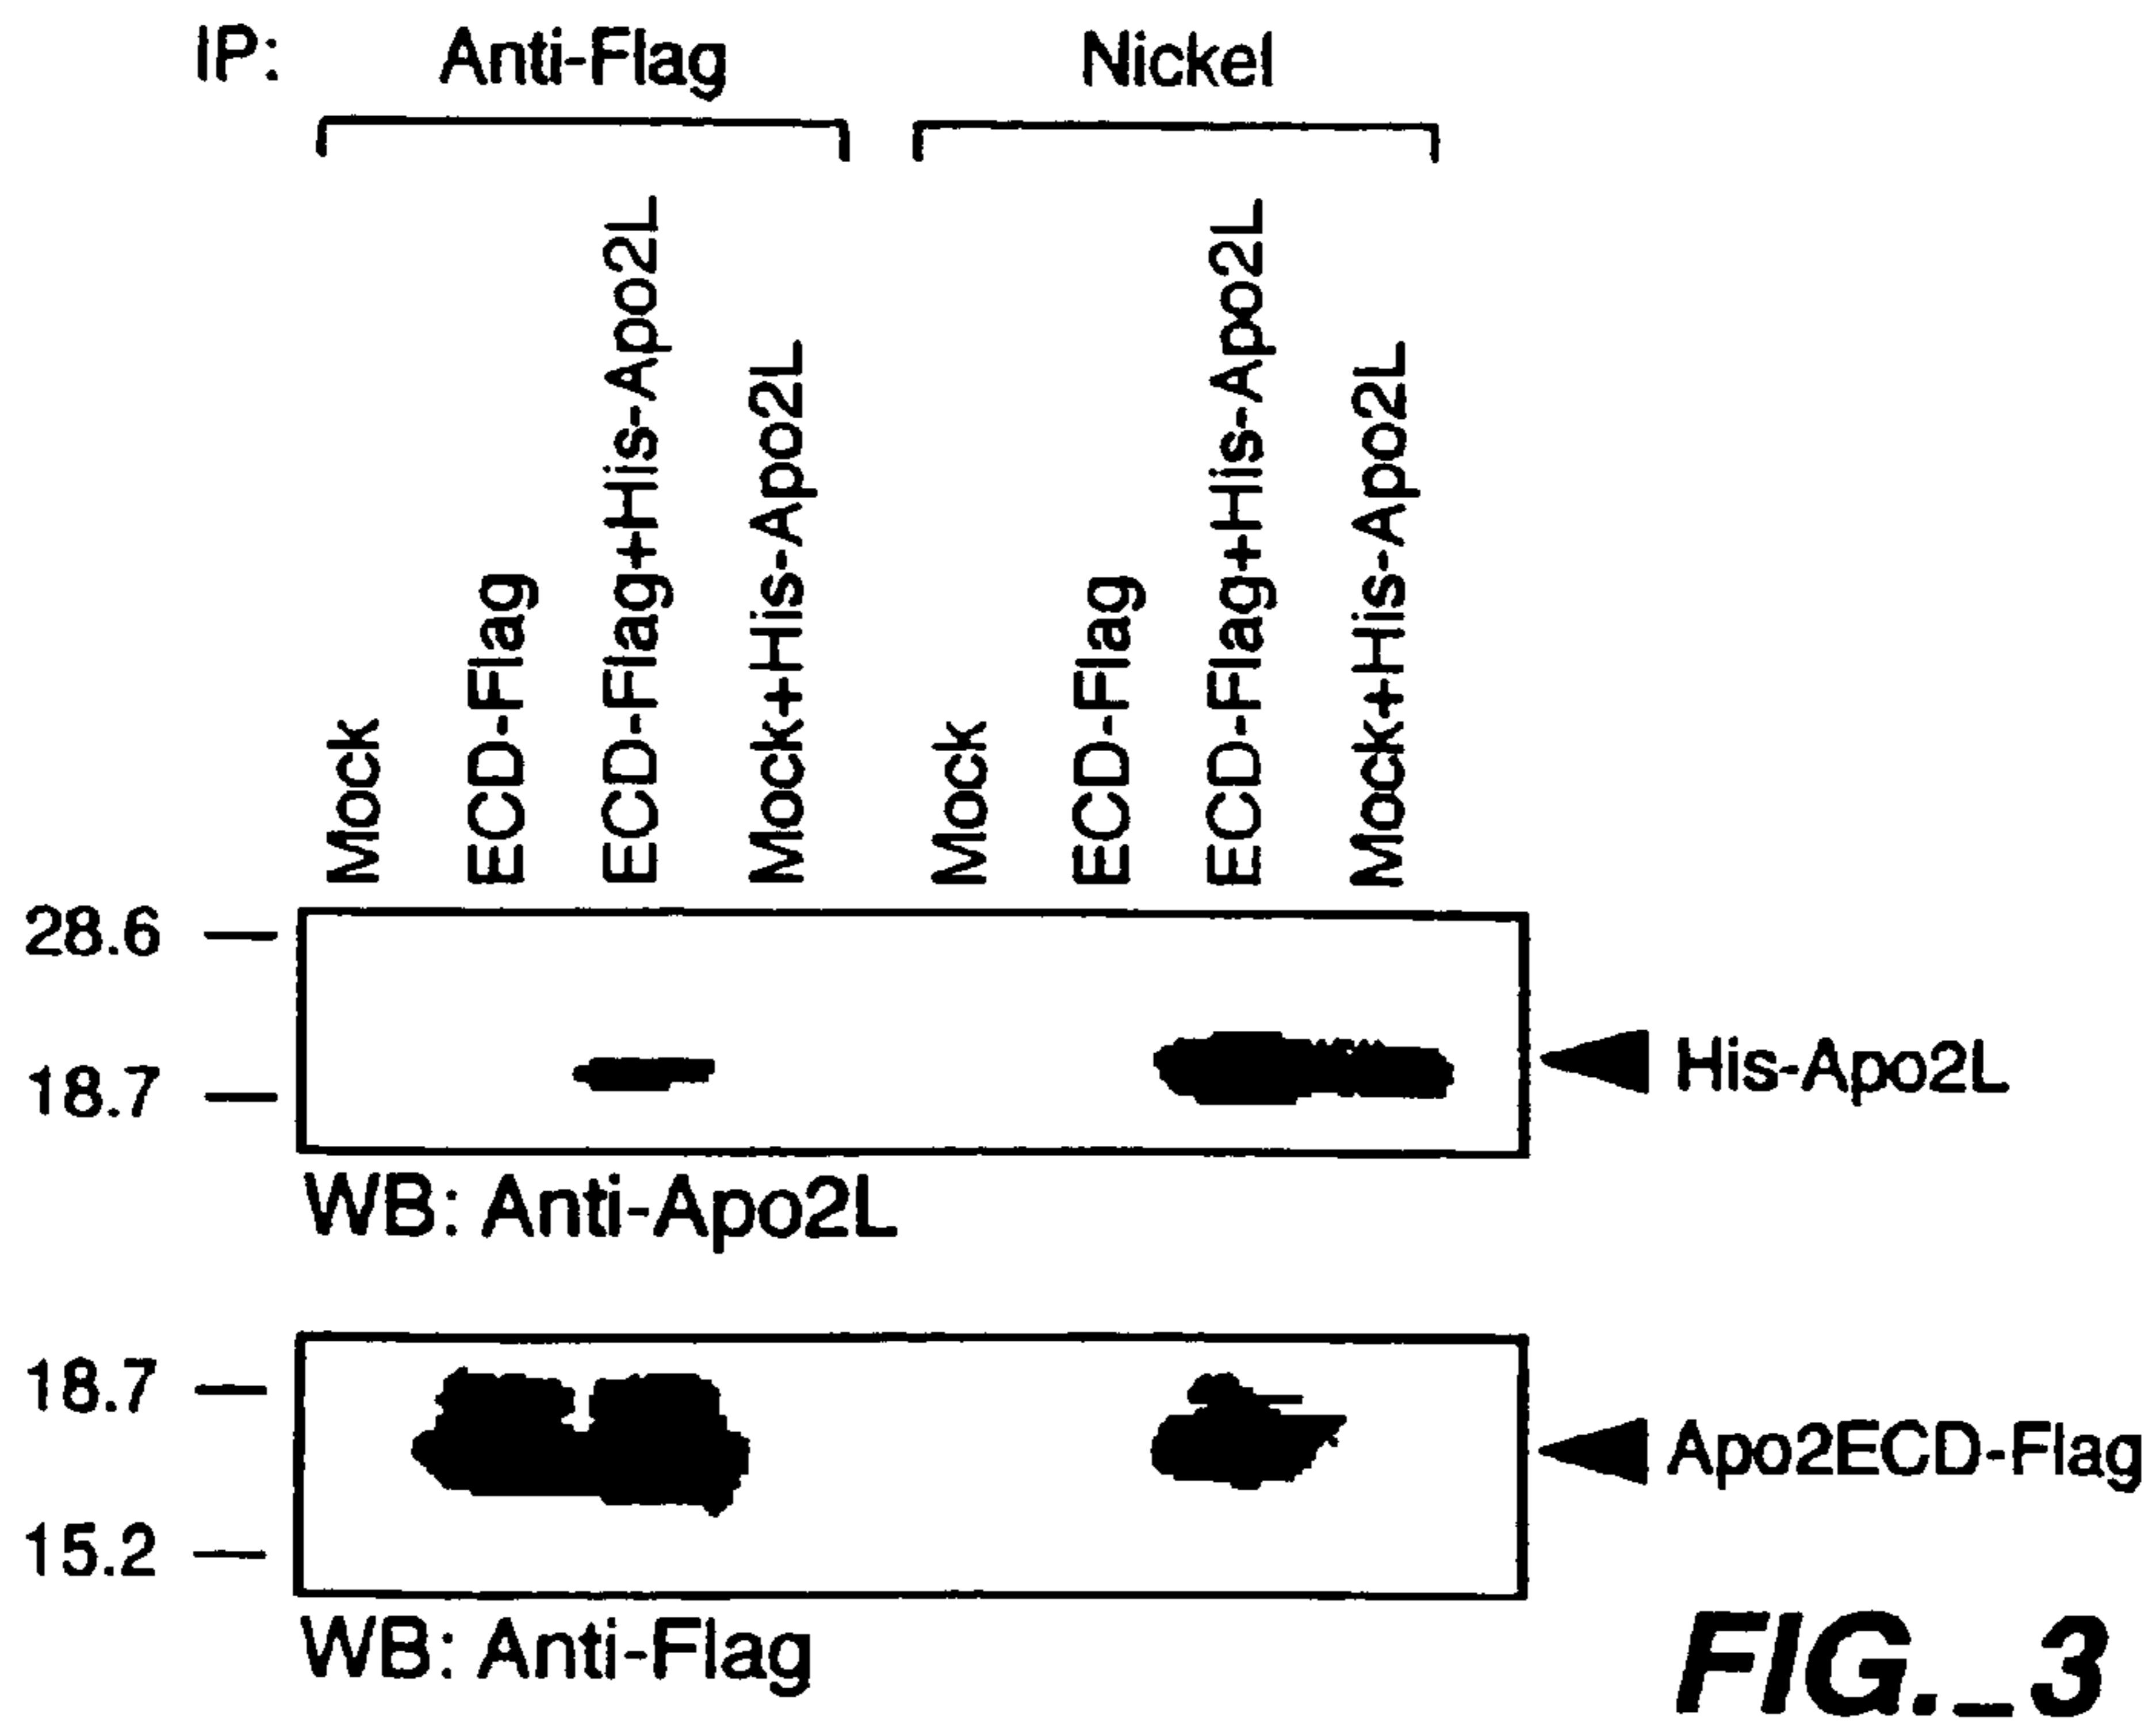 IP: Anti-Flag Nickel
Mock
ECD-Flag
ECD-Flag+His-Apo2L
Mock+His-Apo2L
Mock
ECD-Flag
ECD-Flag+His-Apo2L
Mock+His-Apo2L
28.6
18.7
His-Apo2L
WB: Anti-Apo2L
18.7
Apo2ECD-Flag
15.2
WB: Anti-Flag
FIG._3